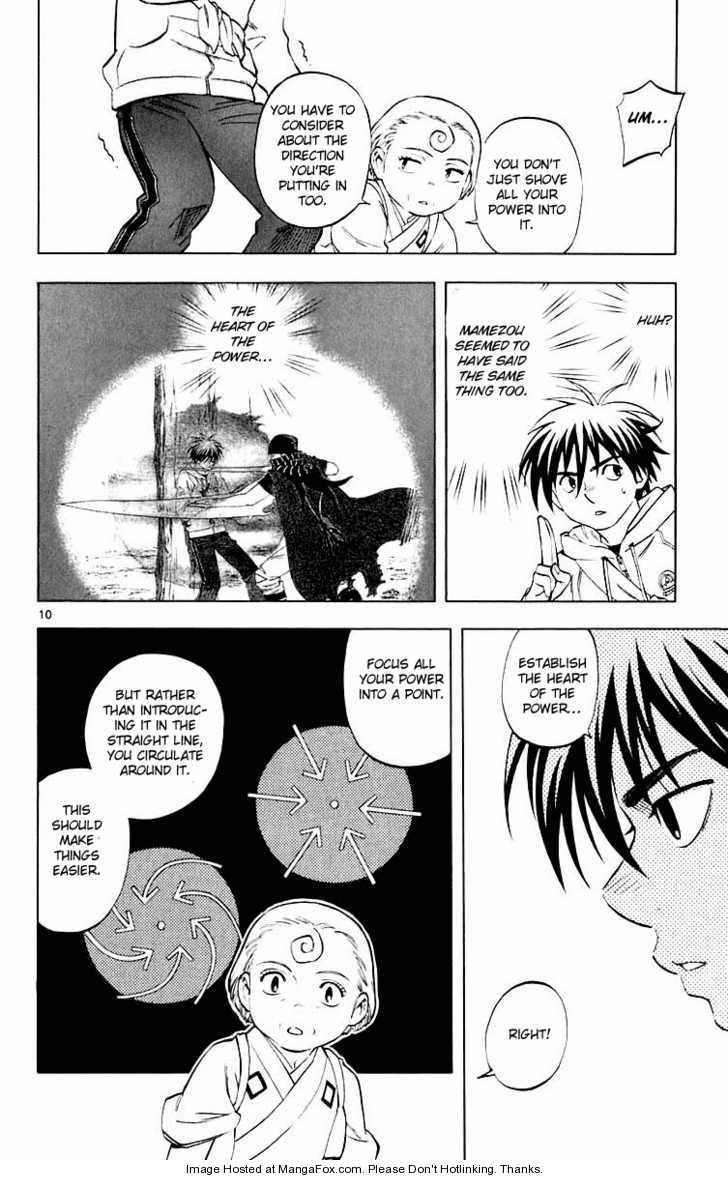 UM...
YOU DON'T
JUST SHOVE
ALL YOUR
POWER INTO
IT.
YOU HAVE TO
CONSIDER
ABOUT THE
DIRECTION
YOU'RE
PUTTING IN
TOO.
HUH?
MAMEZOU
SEEMED TO
HAVE SAID
THE SAME
THING TOO.
THE
HEART OF
THE
POWER...
10
ESTABLISH
THE HEART
OF THE
POWER..
RIGHT!
FOCUS ALL
YOUR POWER
INTO A POINT.
BUT RATHER
THAN INTRODUC-
ING IT IN THE
STRAIGHT LINE,
YOU CIRCULATE
AROUND IT.
THIS
SHOULD
MAKE
THINGS
EASIER.
Image Hosted at MangaFox.com. Please Don't Hotlinking. Thanks.